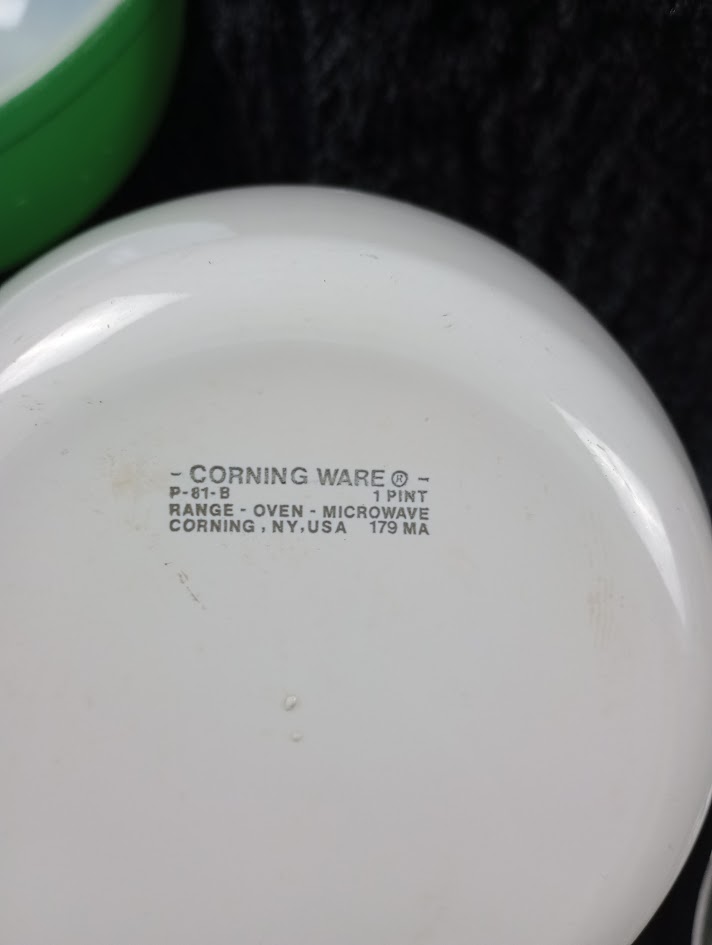 - CORNING WARE ® -
P-81-B 1 PINT
RANGE - OVEN - MICROWAVE
CORNING , NY, USA 179 MA